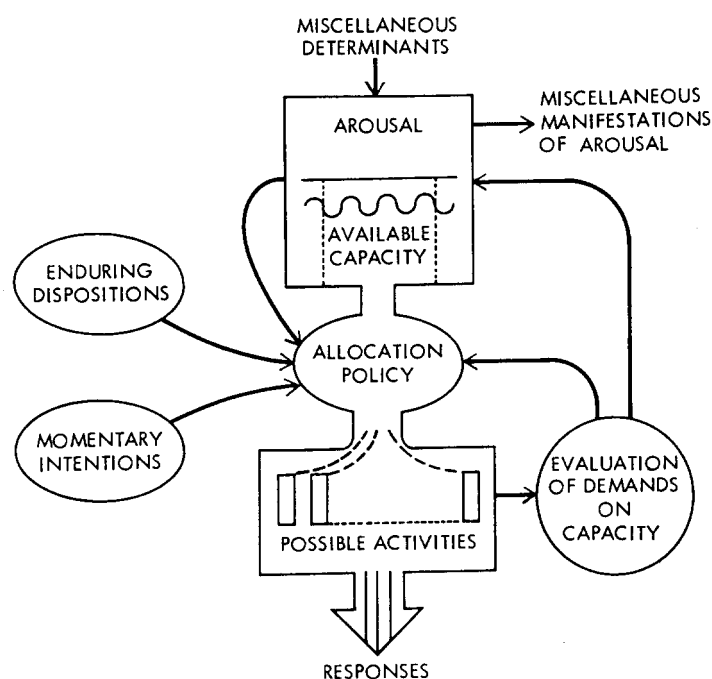 MISCELLANEOUS
DETERMINANTS
AROUSAL
MISCELLANEOUS
MANIFESTATIONS
OF AROUSAL
AVAILABLE
CAPACITY
ENDURING
DISPOSITIONS
ALLOCATION
POLICY
MOMENTARY
INTENTIONS
EVALUATION
OF DEMANDS
ON
CAPACITY
POSSIBLE ACTIVITIES
RESPONSES